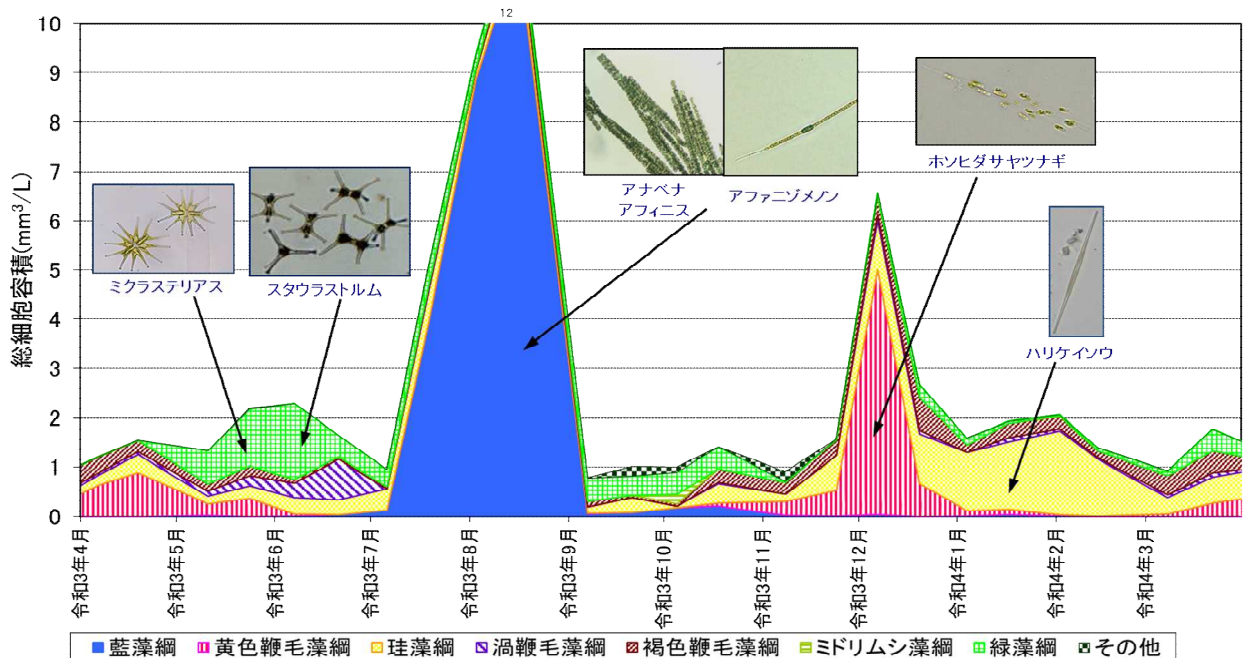 12
総細胞容積(mm³/L)
10
9
8
7
6
5
4
3
2
1
0
ミクラステリアス
スタウラストルム
アナベナ
アフィニス
アファニゾメノン
ホソヒダサヤツナギ
ハリケイソウ
令和3年4月
令和3年5月
令和3年6月
令和3年7月
令和3年8月
令和3年9月
令和3年10月
令和3年11月
令和3年12月
令和4年1月
令和4年2月
令和4年3月
藍藻綱 黄色鞭毛藻綱 珪藻綱 渦鞭毛藻綱 褐色鞭毛藻綱 ミドリムシ藻綱 緑藻綱 その他